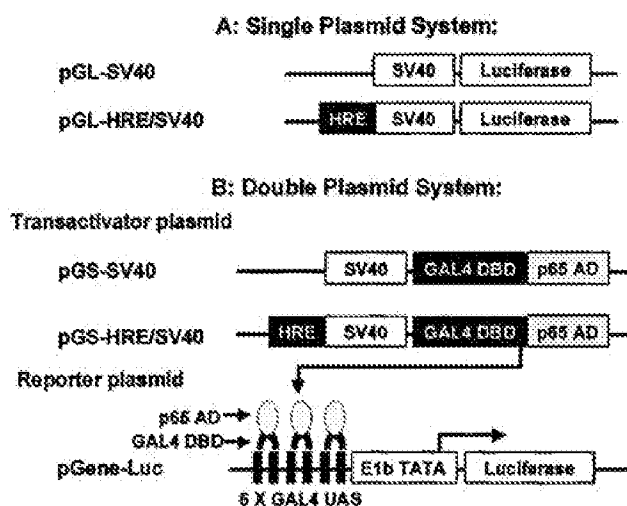 A: Single Plasmid System:
pGL-SV40
SV40
Luciferase
pGL-HRE/SV40
HRE
SV40
Luciferase
B: Double Plasmid System:
Transactivator plasmid
pGS-SV40
SV40
GAL4 DBD
p65 AD
pGS-HRE/SV40
HRE
SV40
GAL4 DBD
p65 AD
Reporter plasmid
p65 AD
GAL4 DBD
pGene-Luc
E1b TATA
Luciferase
6 X GAL4 UAS